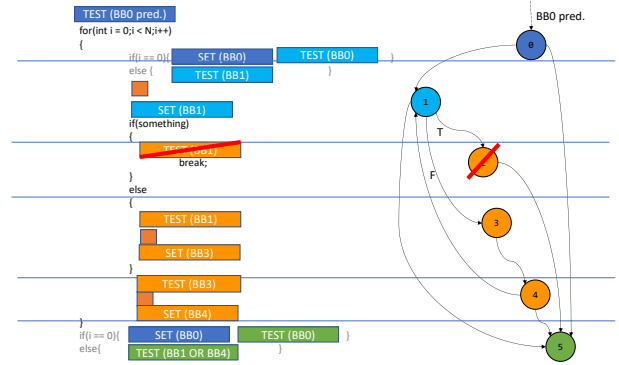 TEST (BB0 pred.)
BB0 pred.
for(int i = 0;i < N;i++)
{
0
if(i == 0){ SET (BB0) TEST (BB0) }
else { TEST (BB1) }
1
SET (BB1)
if(something)
T
{
TEST (BB1)
break;
F
}
else
{
TEST (BB1)
3
SET (BB3)
}
TEST (BB3)
4
SET (BB4)
}
if(i == 0){ SET (BB0) TEST (BB0) }
else{ TEST (BB1 OR BB4) }
5